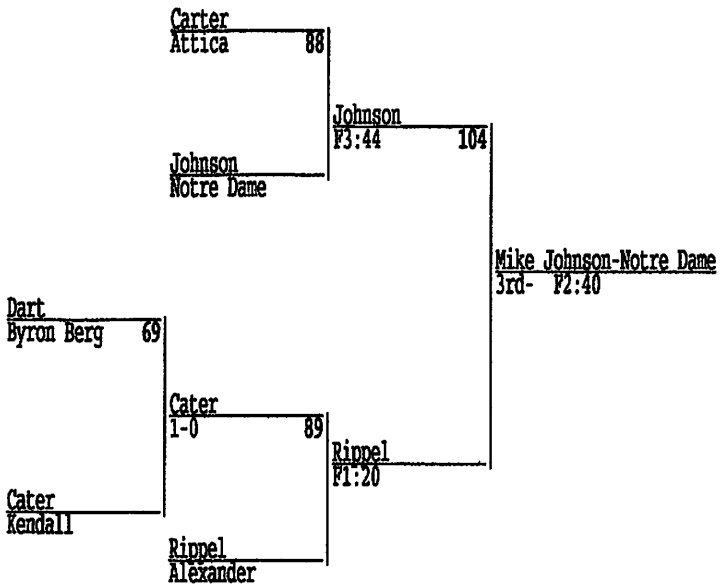 Carter
Attica 88
Johnson
F3:44 104
Johnson
Notre Dame
Mike Johnson-Notre Dame
3rd- F2:40
Dart
Byron Berg 69
Cater
1-0 89
Rippel
F1:20
Cater
Kendall
Rippel
Alexander